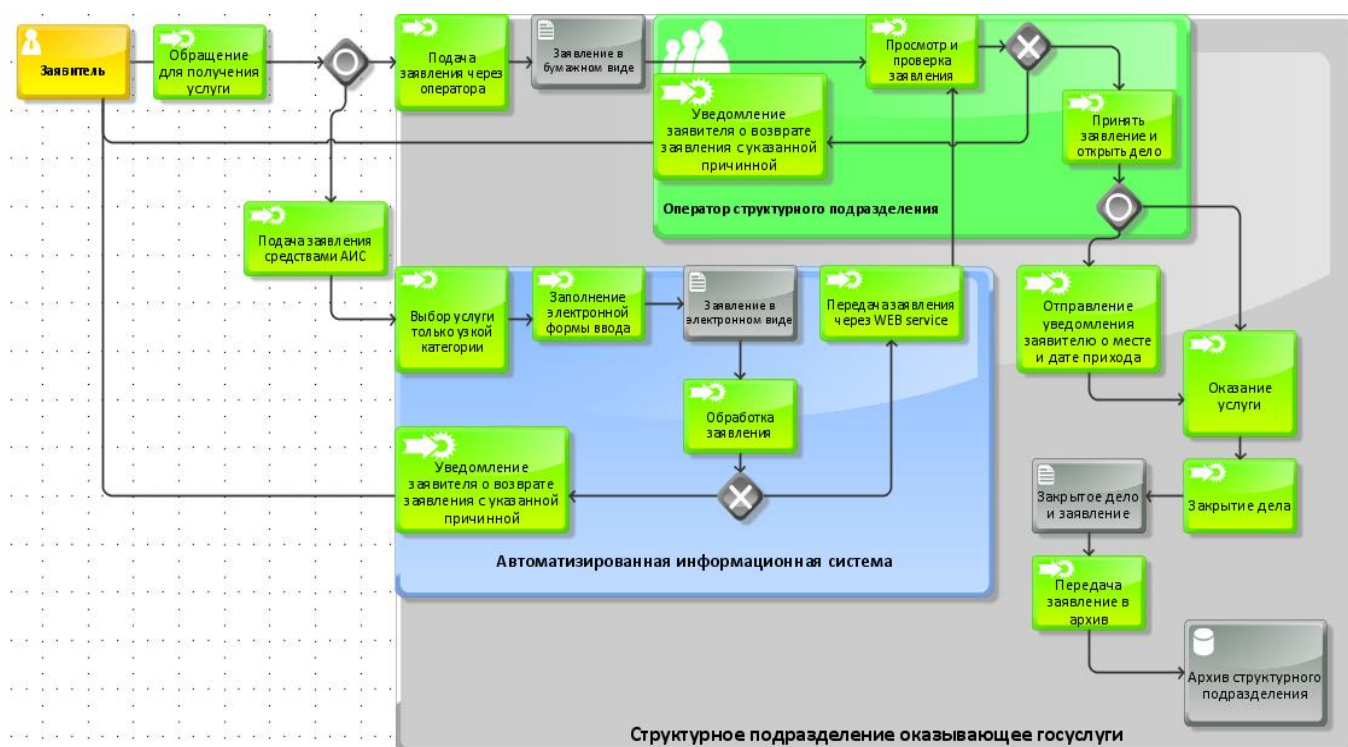 Заявитель
Обращение
для получения
услуги
Подача
заявления через
оператора
Заявление в
бумажном виде
Просмотр и
проверка
заявления
Уведомление
заявителя о возврате
заявления с указанной
причинной
Принять
заявление и
открыть дело
Оператор структурного подразделения
Подача заявления
средствами АИС
Выбор услуги
только узкой
категории
Заполнение
электронной
формы ввода
Заявление в
электронном виде
Передача заявления
через WEB service
Отправление
уведомления
заявителю о месте
и дате прихода
Оказание
услуги
Обработка
заявления
Уведомление
заявителя о возврате
заявления с указанной
причинной
Закрытое дело
и заявление
Закрытие дела
Автоматизированная информационная система
Передача
заявление в
архив
Архив структурного
подразделения
Структурное подразделение оказывающее госуслуги